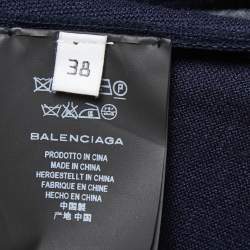 38
BALENCIAGA
PRODOTTO IN CINA
MADE IN CHINA
HERGESTELLT IN CHINA
FABRIQUE EN CHINE
HECHO EN CHINA
中国製
产地 中国